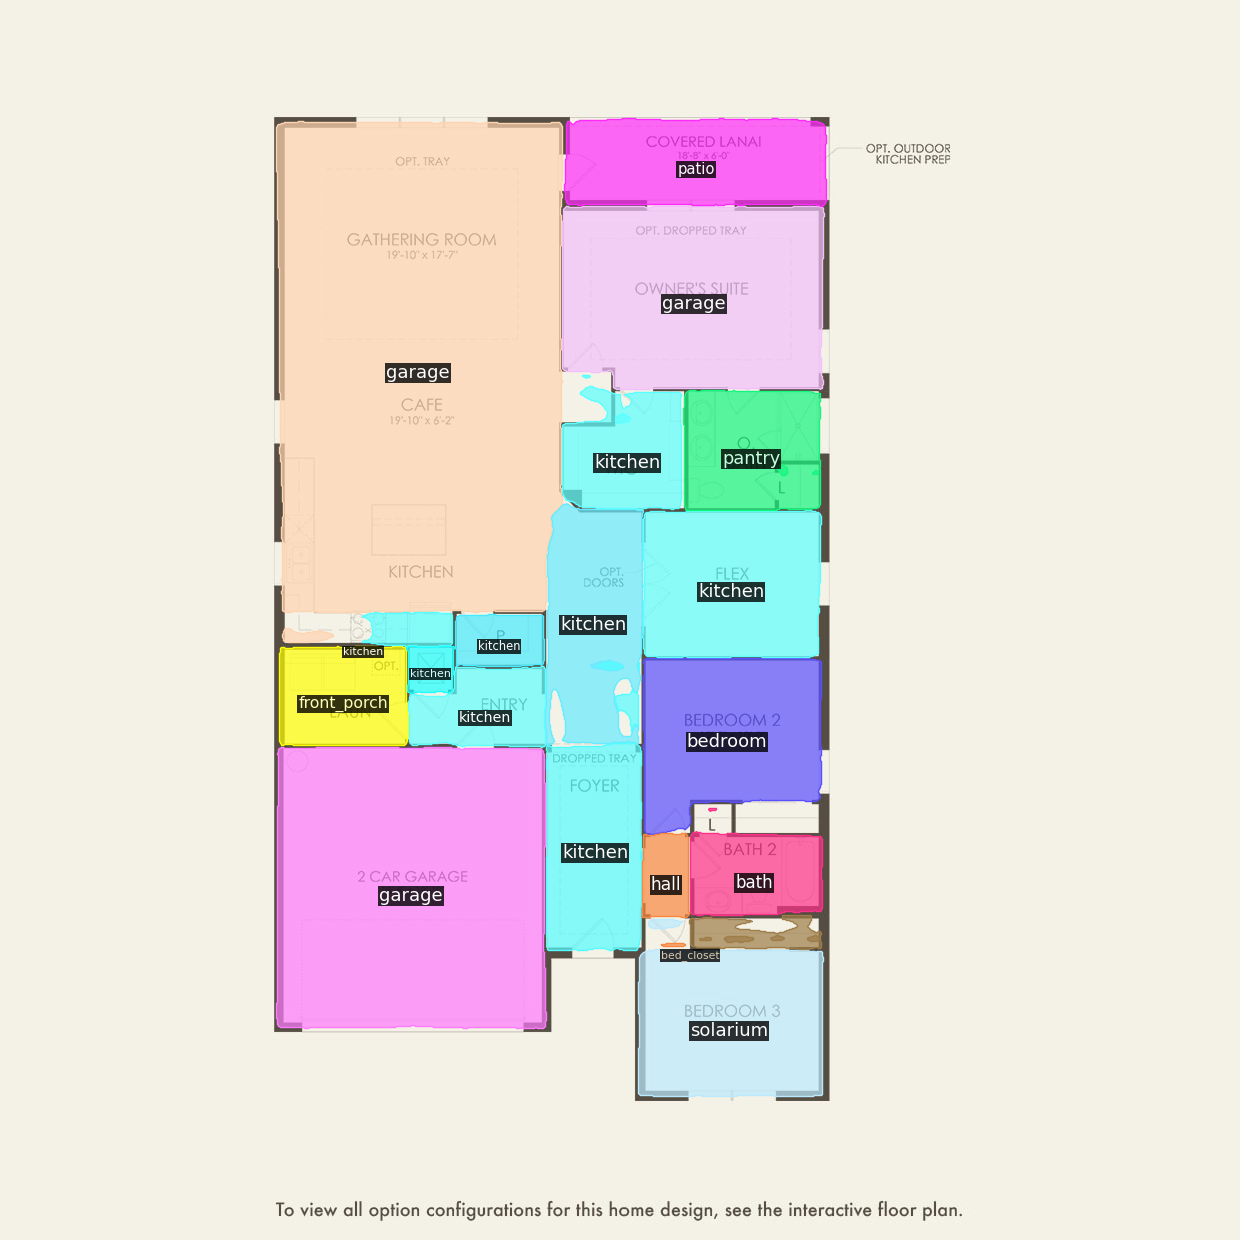 COVERED LANAI
18'-8" x 6'-0"
patio
OPT. OUTDOOR
KITCHEN PREP
OPT. TRAY
GATHERING ROOM
19'-10" x 17'-7"
OPT. DROPPED TRAY
OWNER'S SUITE
garage
garage
CAFE
19'-10" x 6'-2"
kitchen
pantry
L
KITCHEN
OPT.
DOORS
FLEX
kitchen
kitchen
P
kitchen
kitchen
OPT.
kitchen
front_porch
LAUN
ENTRY
kitchen
BEDROOM 2
bedroom
DROPPED TRAY
FOYER
kitchen
L
BATH 2
bath
hall
2 CAR GARAGE
garage
bed_closet
BEDROOM 3
solarium
To view all option configurations for this home design, see the interactive floor plan.